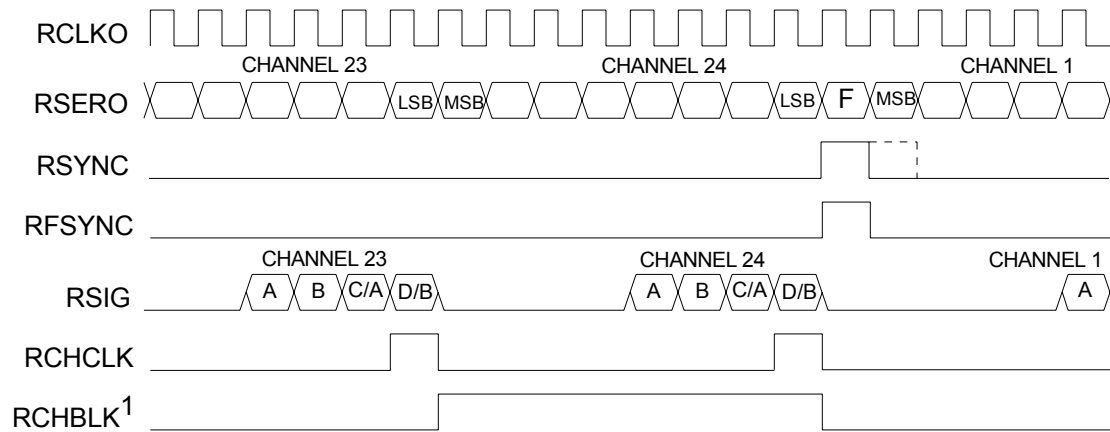 RCLKO
CHANNEL 23 CHANNEL 24 CHANNEL 1
RSERO LSB MSB LSB F MSB
RSYNC
RFSYNC
CHANNEL 23 CHANNEL 24 CHANNEL 1
RSIG A B C/A D/B A B C/A D/B A
RCHCLK
RCHBLK1